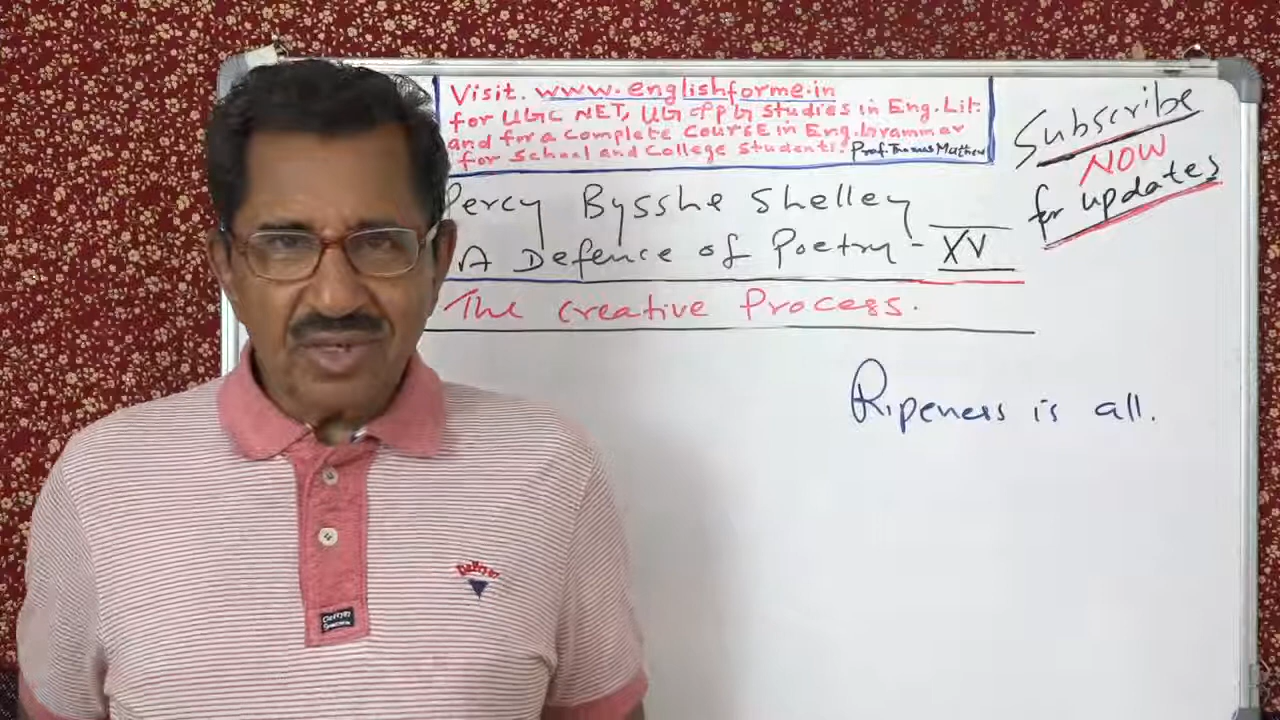 Visit. www.englishforme.in
for UGC NET, UG & PG Studies in Eng. Lit.
and for a Complete Course in Eng. Grammar
for School and College Students. Prof. Thomas Mathew
Subscribe
NOW
for updates
Percy Bysshe Shelley
A Defence of Poetry - XV
The Creative Process.
Ripeness is all.